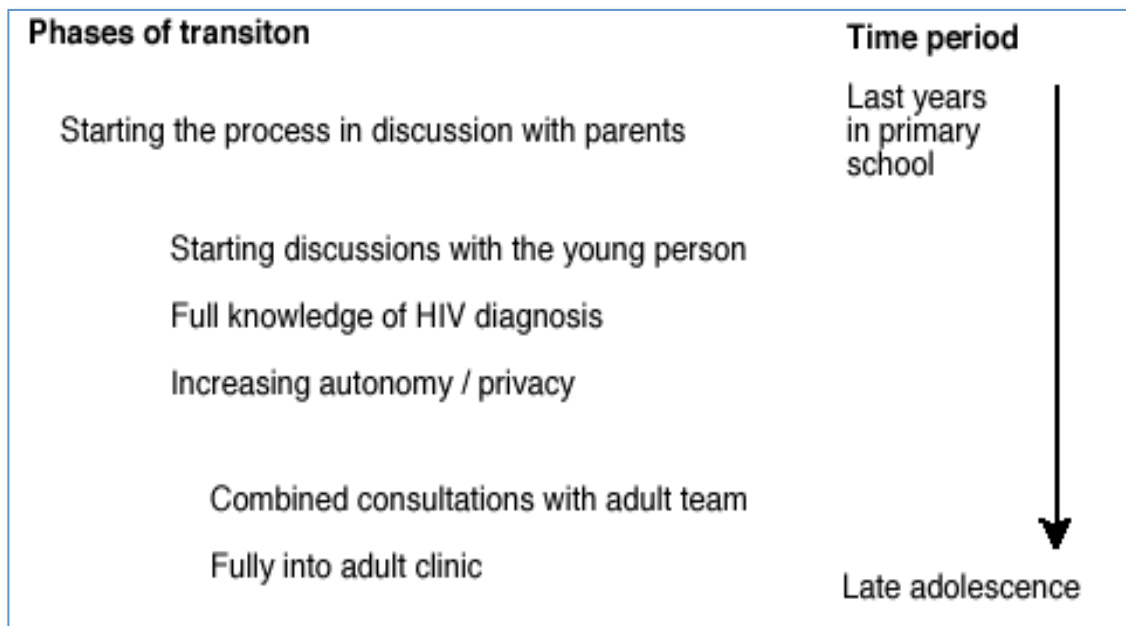 Phases of transiton
Time period
Last years
in primary
school
Starting the process in discussion with parents
Starting discussions with the young person
Full knowledge of HIV diagnosis
Increasing autonomy / privacy
Combined consultations with adult team
Fully into adult clinic
Late adolescence